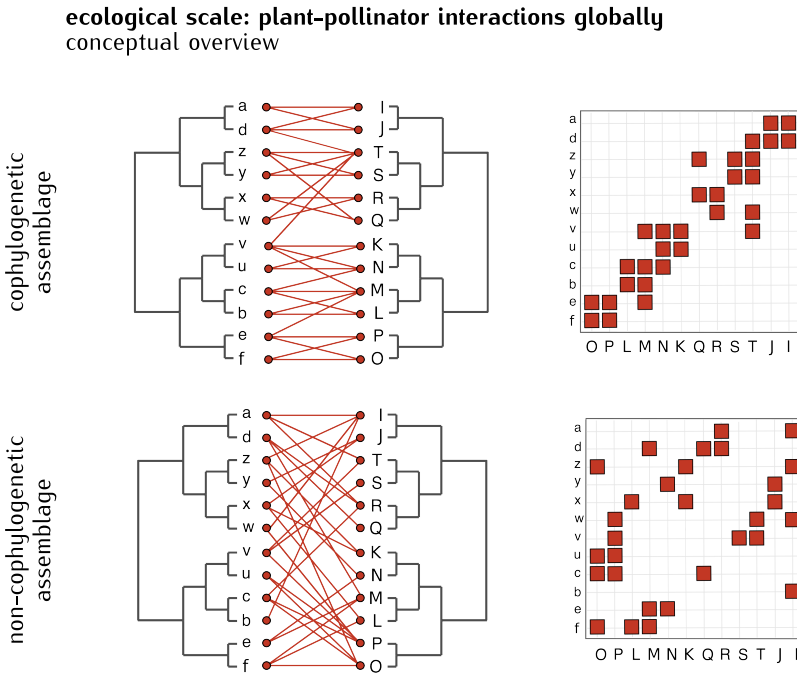 ecological scale: plant–pollinator interactions globally
conceptual overview
cophylogenetic
assemblage
a I
d J
z T
y S
x R
w Q
v K
u N
c M
b L
e P
f O
a
d
z
y
x
w
v
u
c
b
e
f
O P L M N K Q R S T J I
non-cophylogenetic
assemblage
a I
d J
z T
y S
x R
w Q
v K
u N
c M
b L
e P
f O
a
d
z
y
x
w
v
u
c
b
e
f
O P L M N K Q R S T J